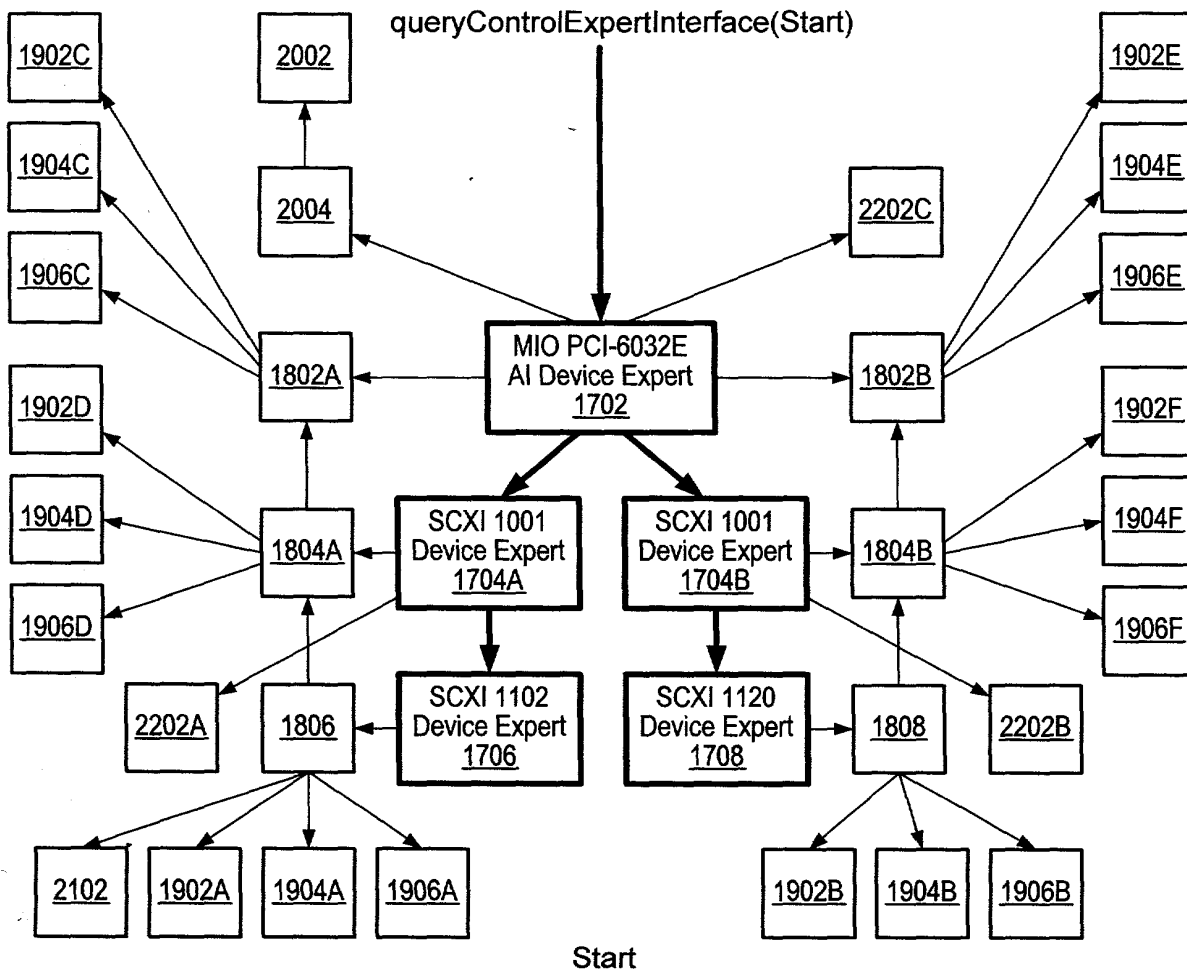 queryControlExpertInterface(Start)
1902C
2002
1902E
1904C
2004
2202C
1904E
1906C
1906E
MIO PCI-6032E
AI Device Expert
1702
1802A
1802B
1902D
1902F
1904D
1804A
SCXI 1001
Device Expert
1704A
SCXI 1001
Device Expert
1704B
1804B
1904F
1906D
1906F
2202A
1806
SCXI 1102
Device Expert
1706
SCXI 1120
Device Expert
1708
1808
2202B
2102
1902A
1904A
1906A
1902B
1904B
1906B
Start